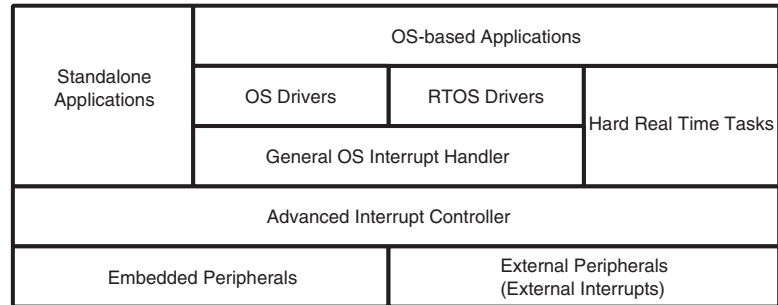 OS-based Applications
Standalone
Applications
OS Drivers
RTOS Drivers
Hard Real Time Tasks
General OS Interrupt Handler
Advanced Interrupt Controller
Embedded Peripherals
External Peripherals
(External Interrupts)